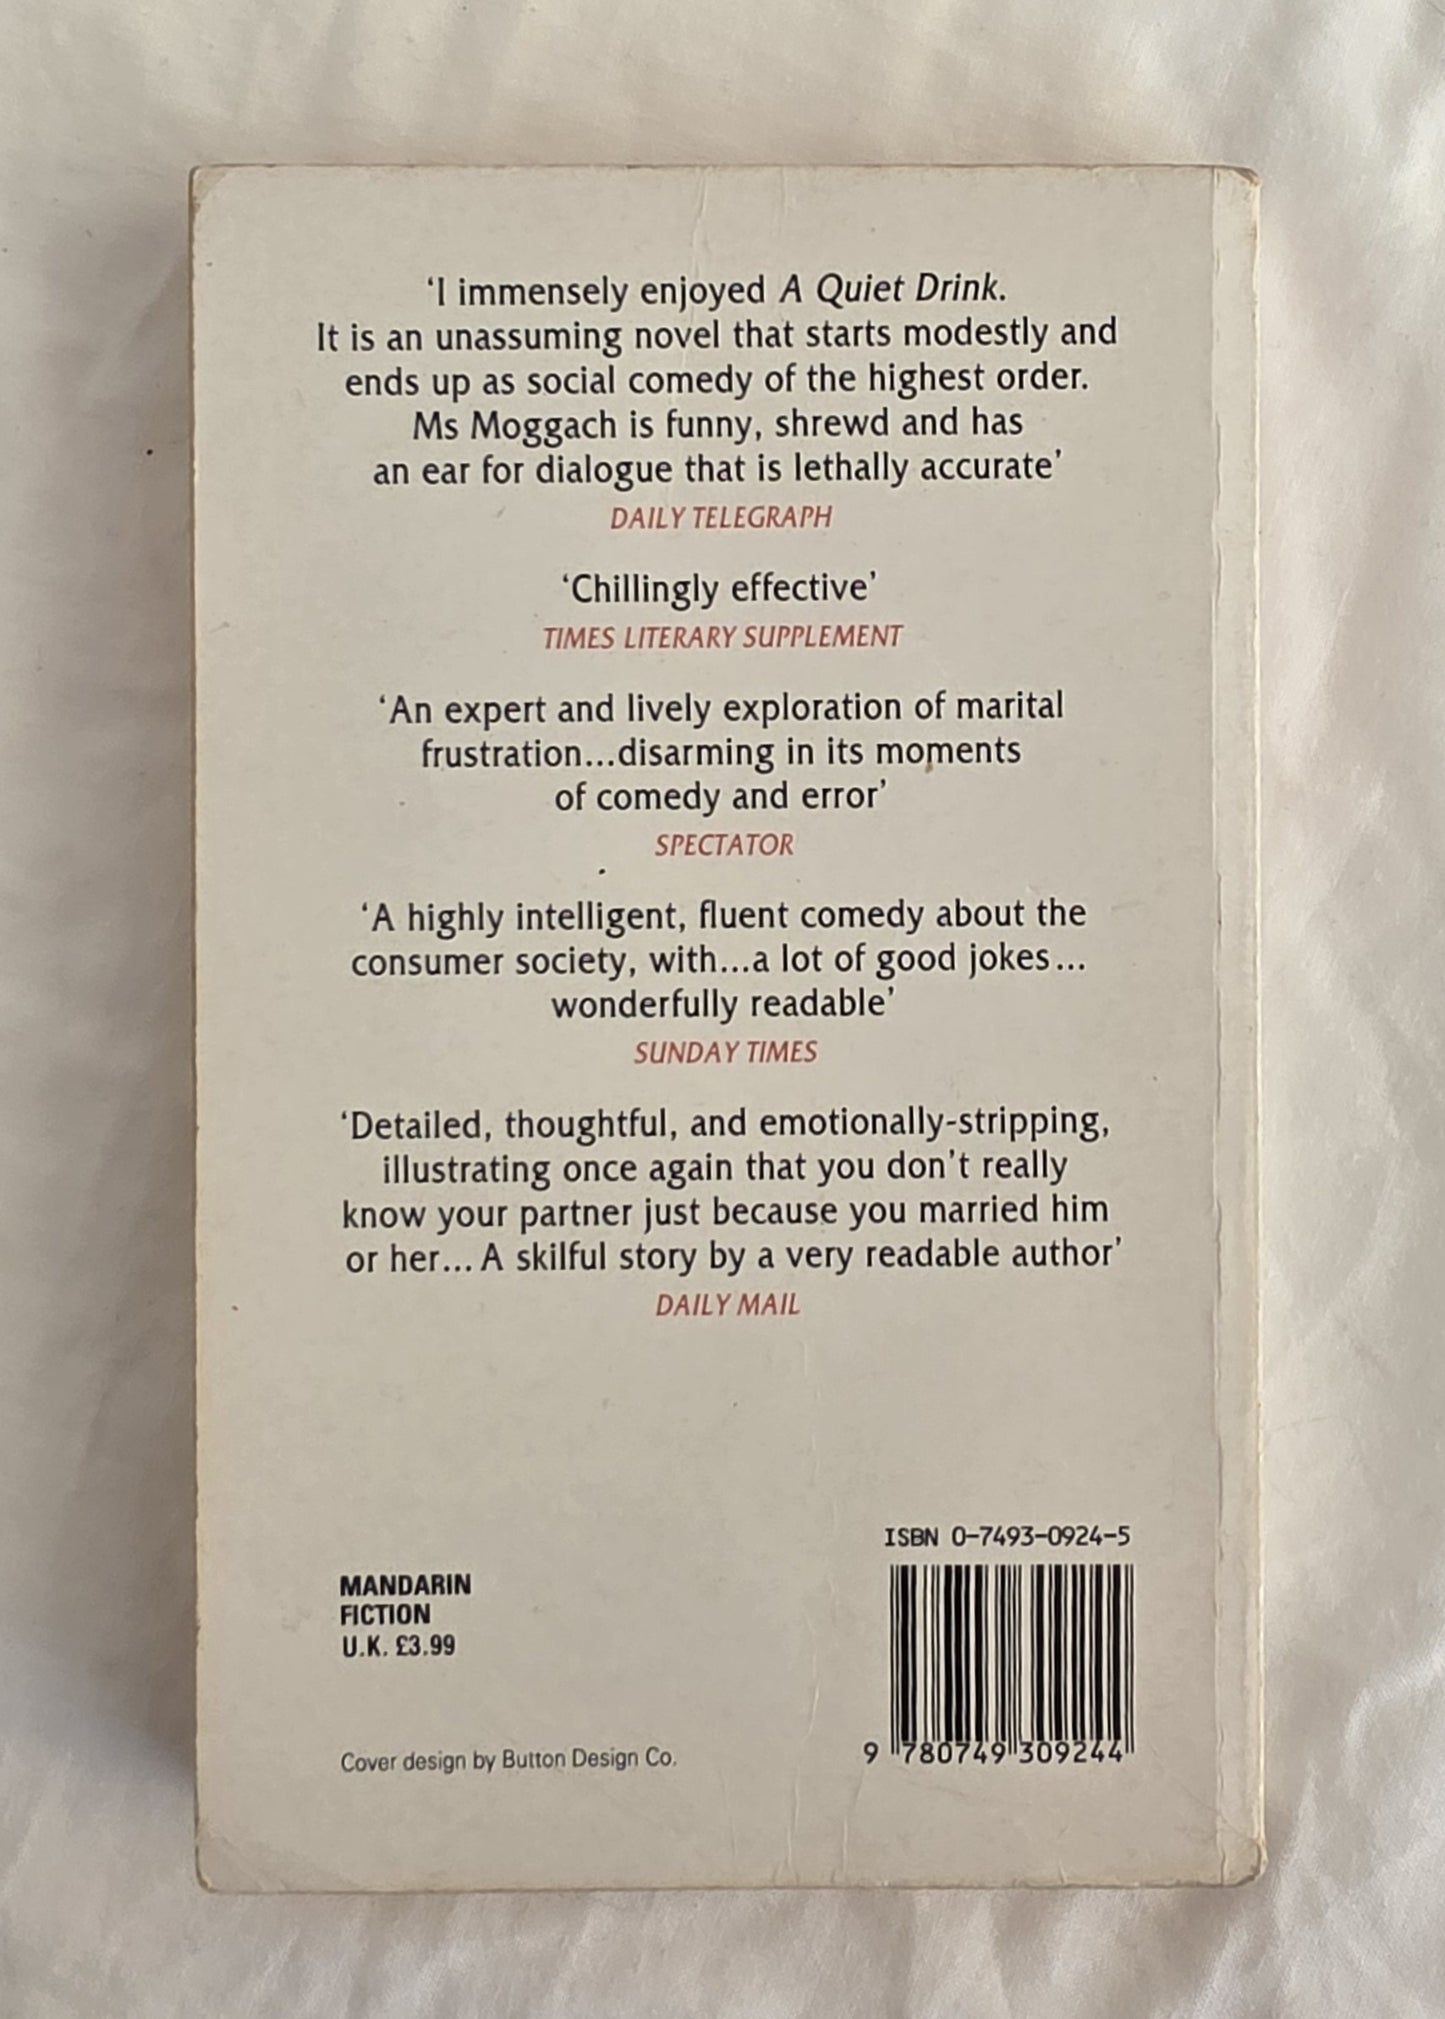 ‘I immensely enjoyed A Quiet Drink.
It is an unassuming novel that starts modestly and
ends up as social comedy of the highest order.
Ms Moggach is funny, shrewd and has
an ear for dialogue that is lethally accurate’
DAILY TELEGRAPH
‘Chillingly effective’
TIMES LITERARY SUPPLEMENT
‘An expert and lively exploration of marital
frustration...disarming in its moments
of comedy and error’
SPECTATOR
‘A highly intelligent, fluent comedy about the
consumer society, with...a lot of good jokes...
wonderfully readable’
SUNDAY TIMES
‘Detailed, thoughtful, and emotionally-stripping,
illustrating once again that you don’t really
know your partner just because you married him
or her... A skilful story by a very readable author’
DAILY MAIL
MANDARIN
FICTION
U.K. £3.99
Cover design by Button Design Co.
ISBN 0-7493-0924-5
9 780749 309244